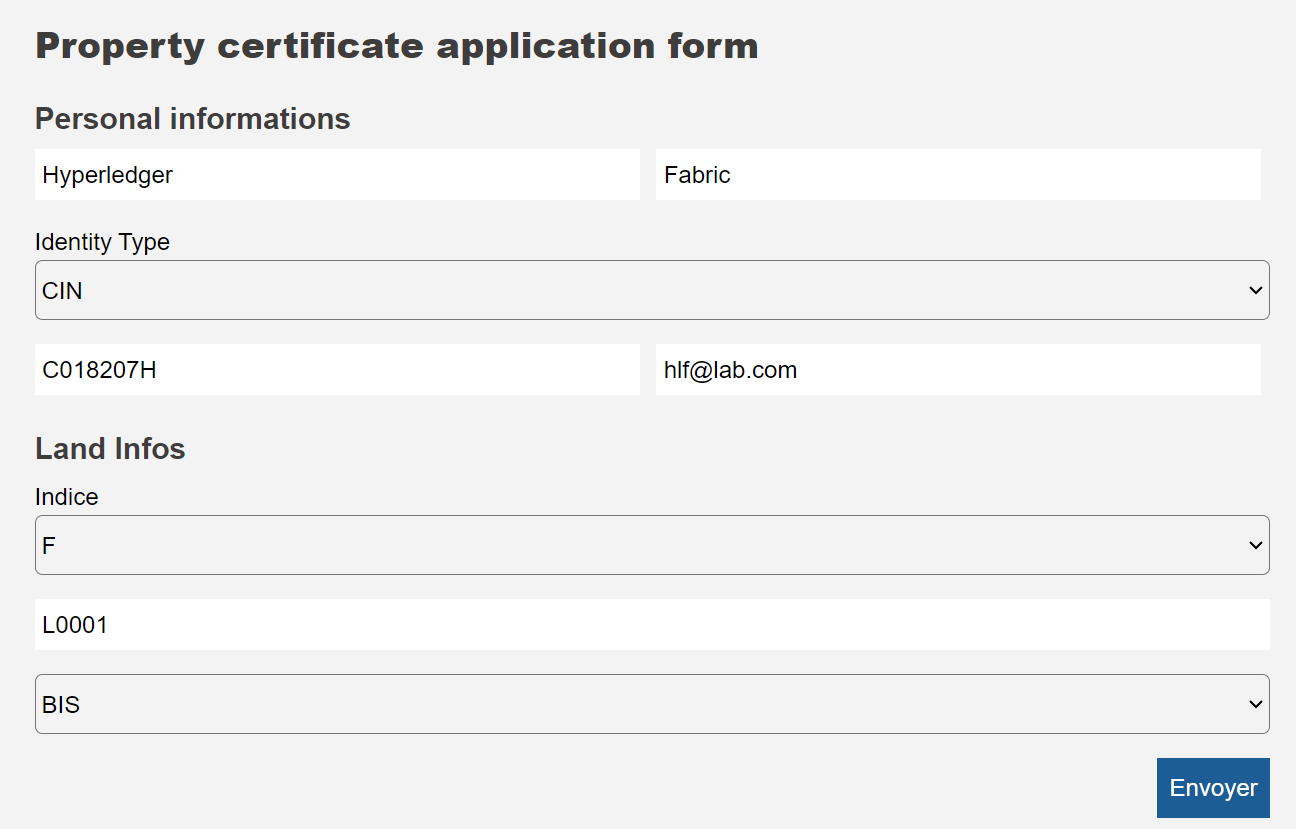 Property certificate application form
Personal informations
Hyperledger Fabric
Identity Type
CIN
C018207H hlf@lab.com
Land Infos
Indice
F
L0001
BIS
Envoyer